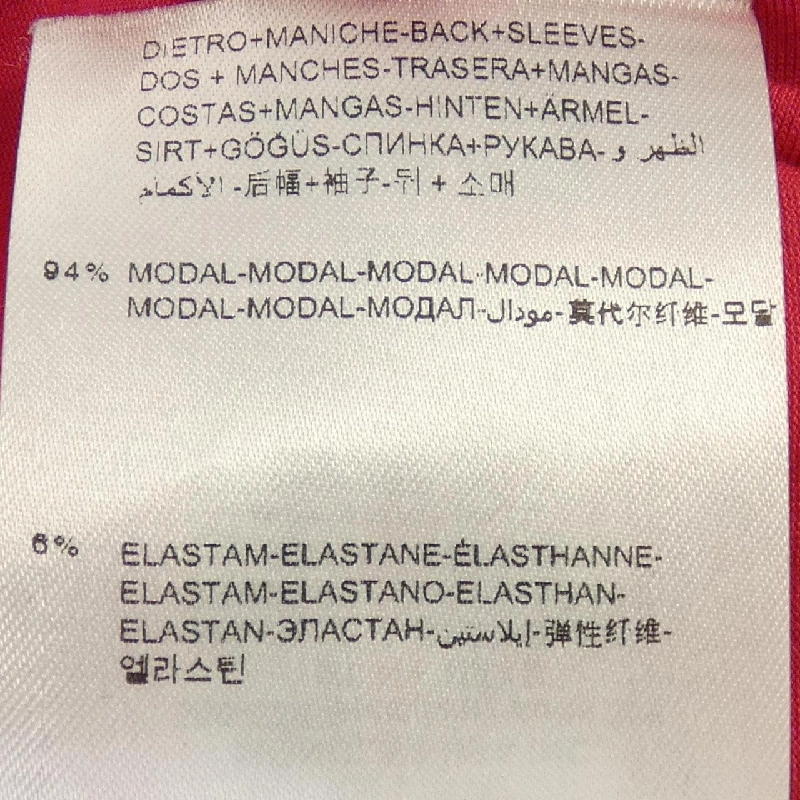 DIETRO+MANICHE-BACK+SLEEVES-
DOS + MANCHES-TRASERA+MANGAS-
COSTAS+MANGAS-HINTEN+ÄRMEL-
SIRT+GÖĞÜS-СПИНКА+РУКАВА- الظهر و
الأكمام -后幅+袖子-뒤 + 소매
94% MODAL-MODAL-MODAL-MODAL-MODAL-
MODAL-MODAL-МОДАЛ-مودال-莫代尔纤维-모달
6% ELASTAM-ELASTANE-ÉLASTHANNE-
ELASTAM-ELASTANO-ELASTHAN-
ELASTAN-ЭЛАСТАН-إيلاستين-弹性纤维-
엘라스틴